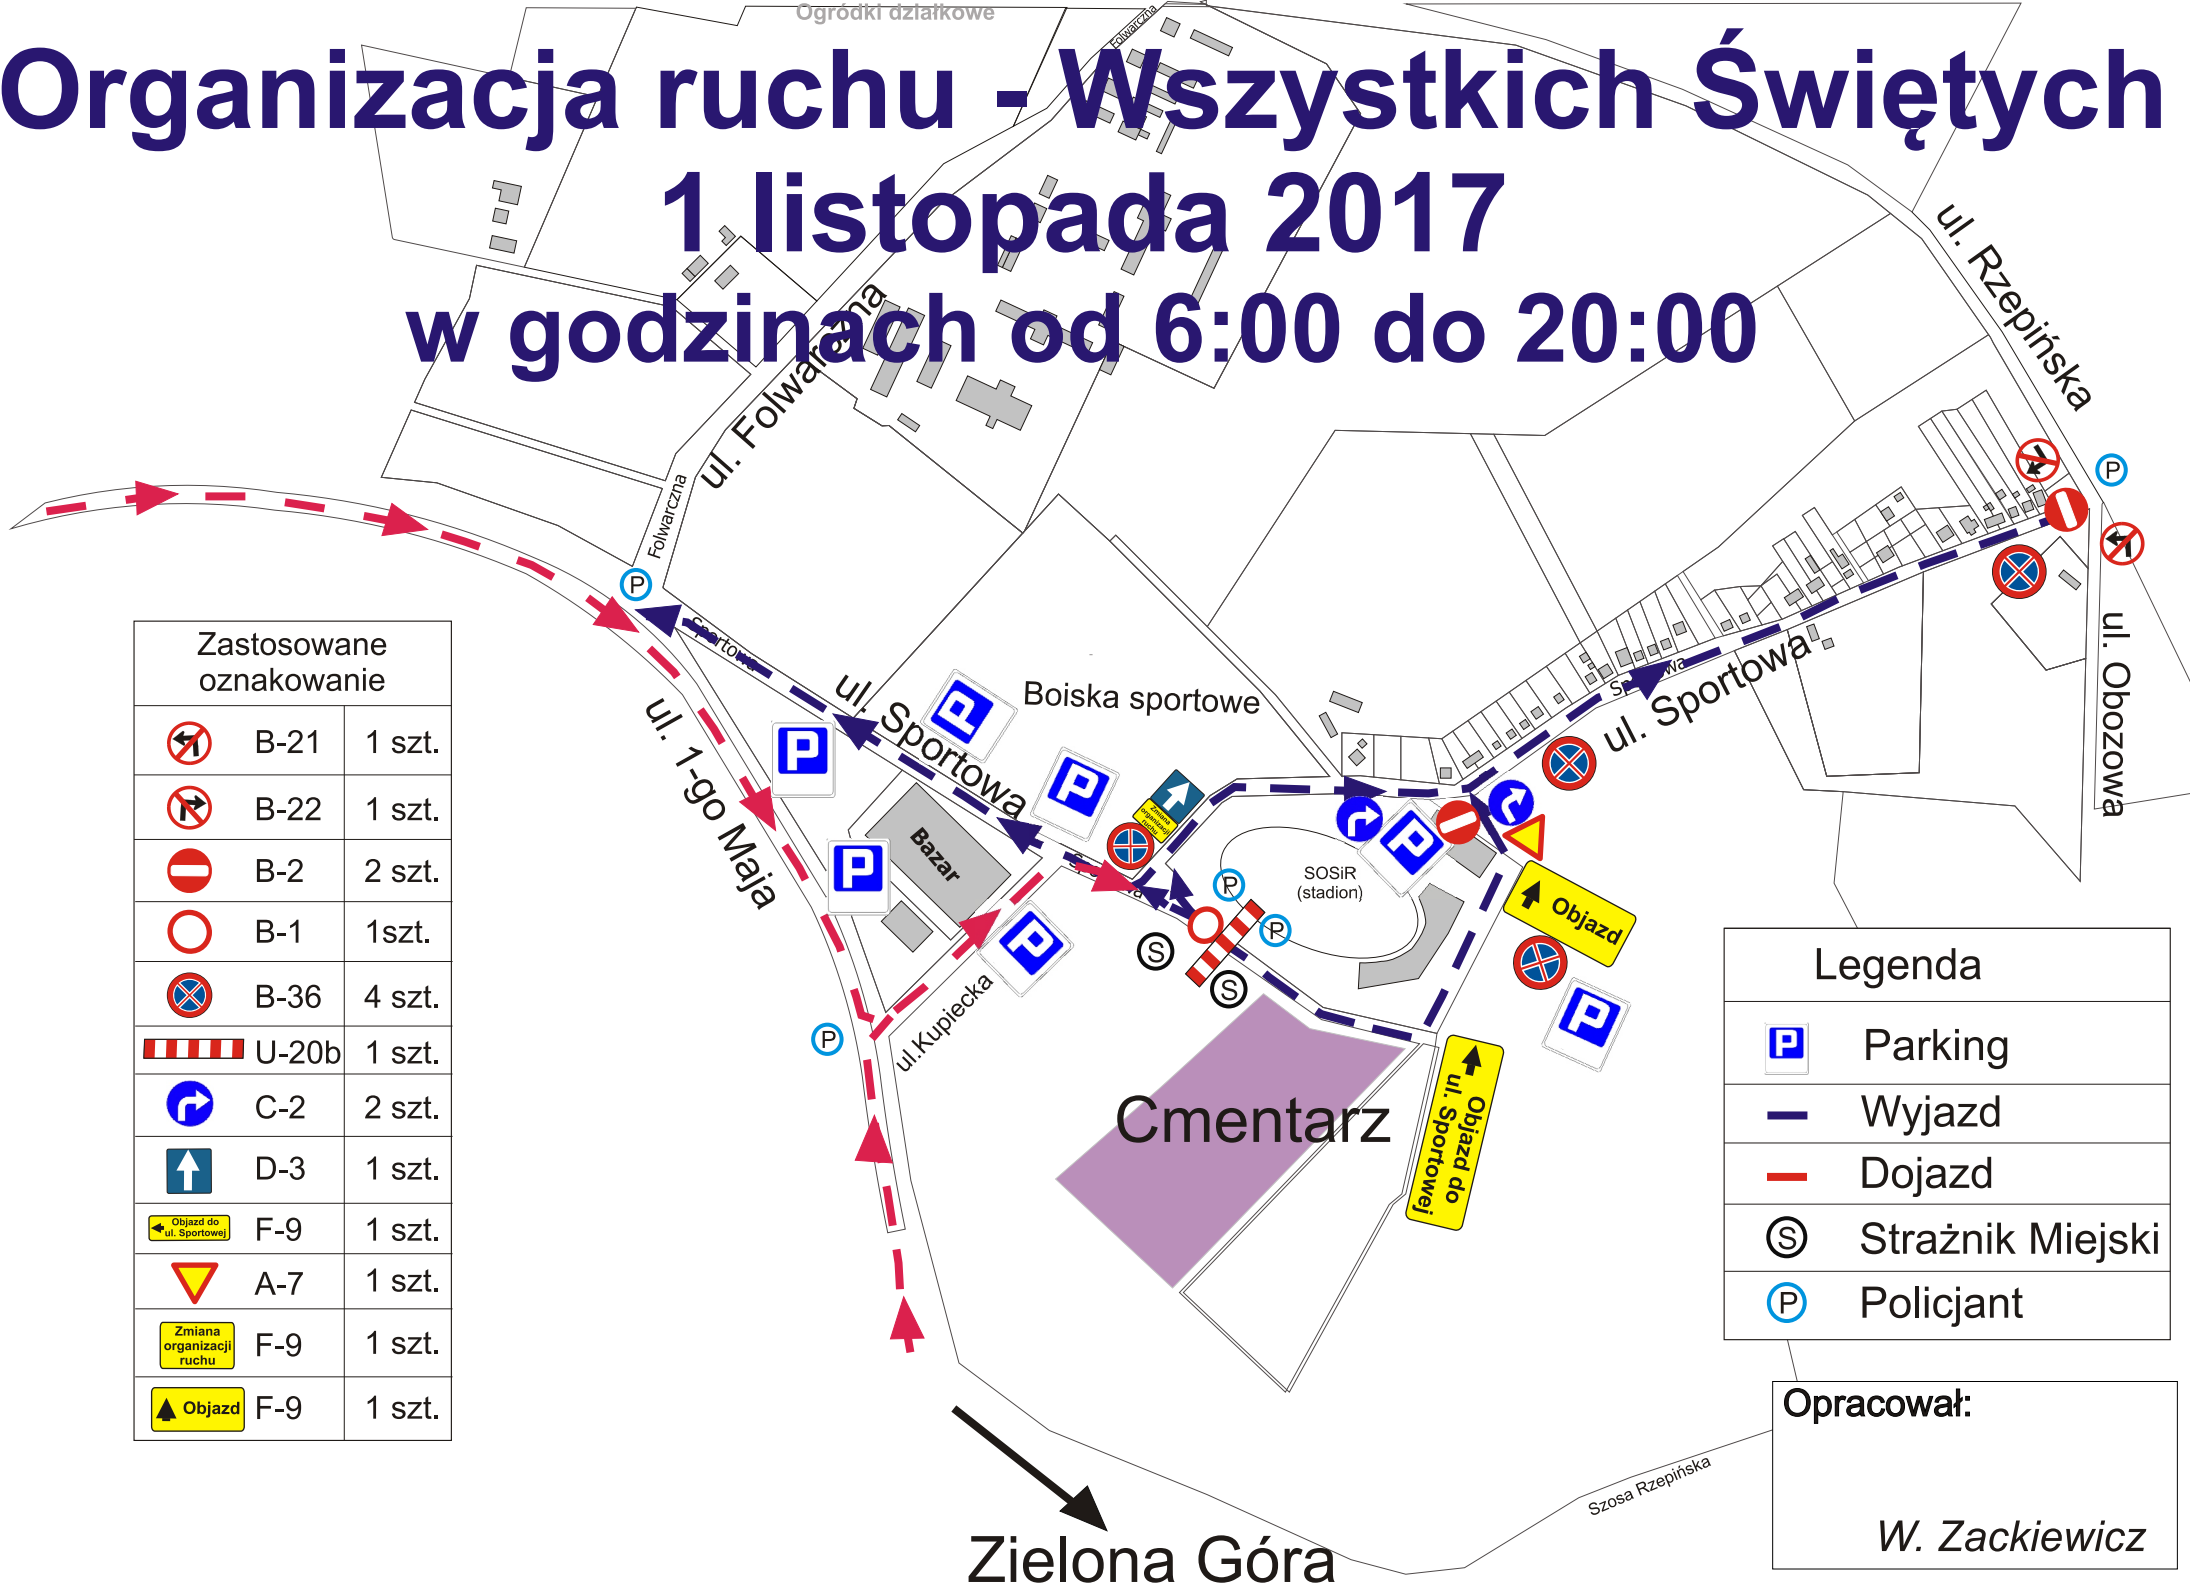 Ogródki działkowe
Organizacja ruchu - Wszystkich Świętych
1 listopada 2017
w godzinach od 6:00 do 20:00
Folwarczna
ul. Rzepińska
ul. Folwarczna
Folwarczna
P
P
Sportowa
ul. Sportowa
Boiska sportowe
Sportowa
ul. Sportowa
ul. Obozowa
ul. 1-go Maja
P
P
P
P
Bazar
Zmiana
organizacji
ruchu
P
SOSiR
(stadion)
P
P
S
S
Sportowa
Objazd
P
P
P
ul.Kupiecka
Objazd do
ul. Sportowej
Cmentarz
Zastosowane
oznakowanie
B-21 1 szt.
B-22 1 szt.
B-2 2 szt.
B-1 1szt.
B-36 4 szt.
U-20b 1 szt.
C-2 2 szt.
D-3 1 szt.
Objazd do
ul. Sportowej
F-9 1 szt.
A-7 1 szt.
Zmiana
organizacji
ruchu
F-9 1 szt.
Objazd F-9 1 szt.
Legenda
P Parking
Wyjazd
Dojazd
S Strażnik Miejski
P Policjant
Szosa Rzepińska
Zielona Góra
Opracował:
W. Zackiewicz